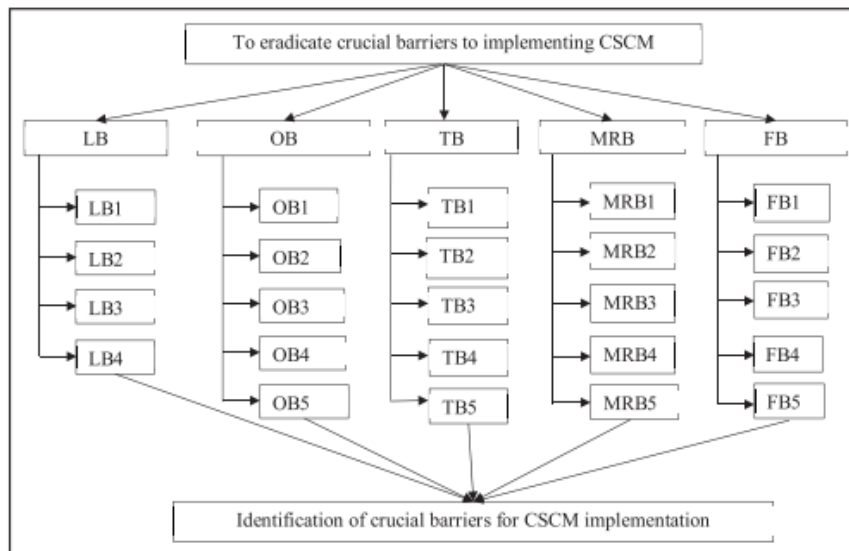 To eradicate crucial barriers to implementing CSCM
LB OB TB MRB FB
LB1 OB1 TB1 MRB1 FB1
LB2 OB2 TB2 MRB2 FB2
LB3 OB3 TB3 MRB3 FB3
LB4 OB4 TB4 MRB4 FB4
OB5 TB5 MRB5 FB5
Identification of crucial barriers for CSCM implementation